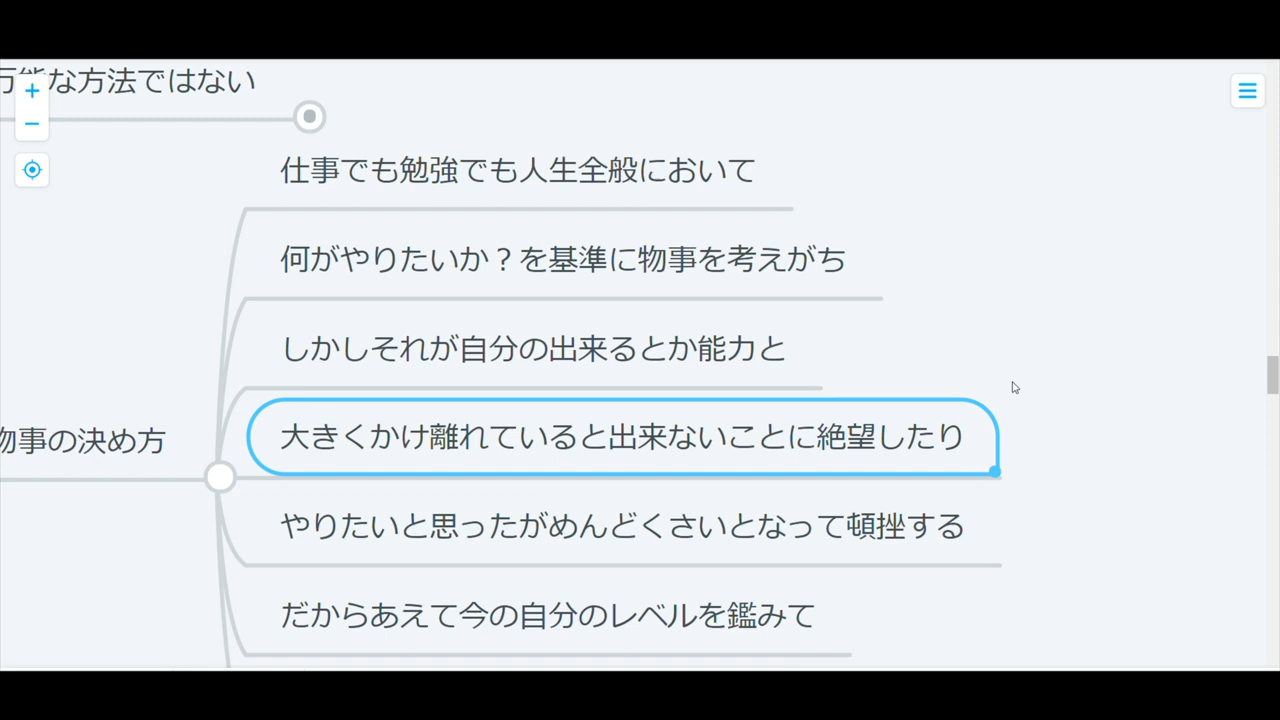 な方法ではない
仕事でも勉強でも人生全般において
何がやりたいか？を基準に物事を考えがち
しかしそれが自分の出来るとか能力と
物事の決め方
大きくかけ離れていると出来ないことに絶望したり
やりたいと思ったがめんどくさいとなって頓挫する
だからあえて今の自分のレベルを鑑みて